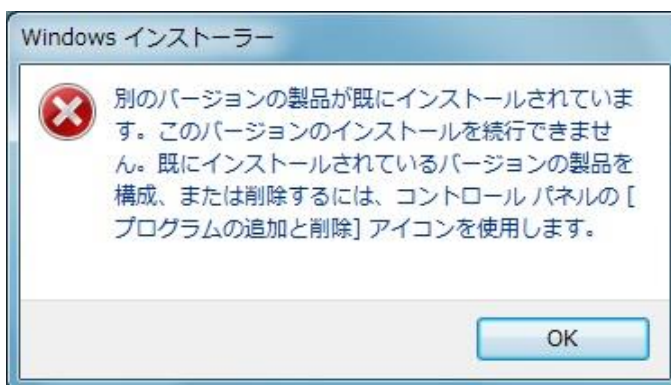 Windows インストーラー
別のバージョンの製品が既にインストールされていま
す。このバージョンのインストールを続行できませ
ん。既にインストールされているバージョンの製品を
構成、または削除するには、コントロール パネルの [
プログラムの追加と削除] アイコンを使用します。
OK